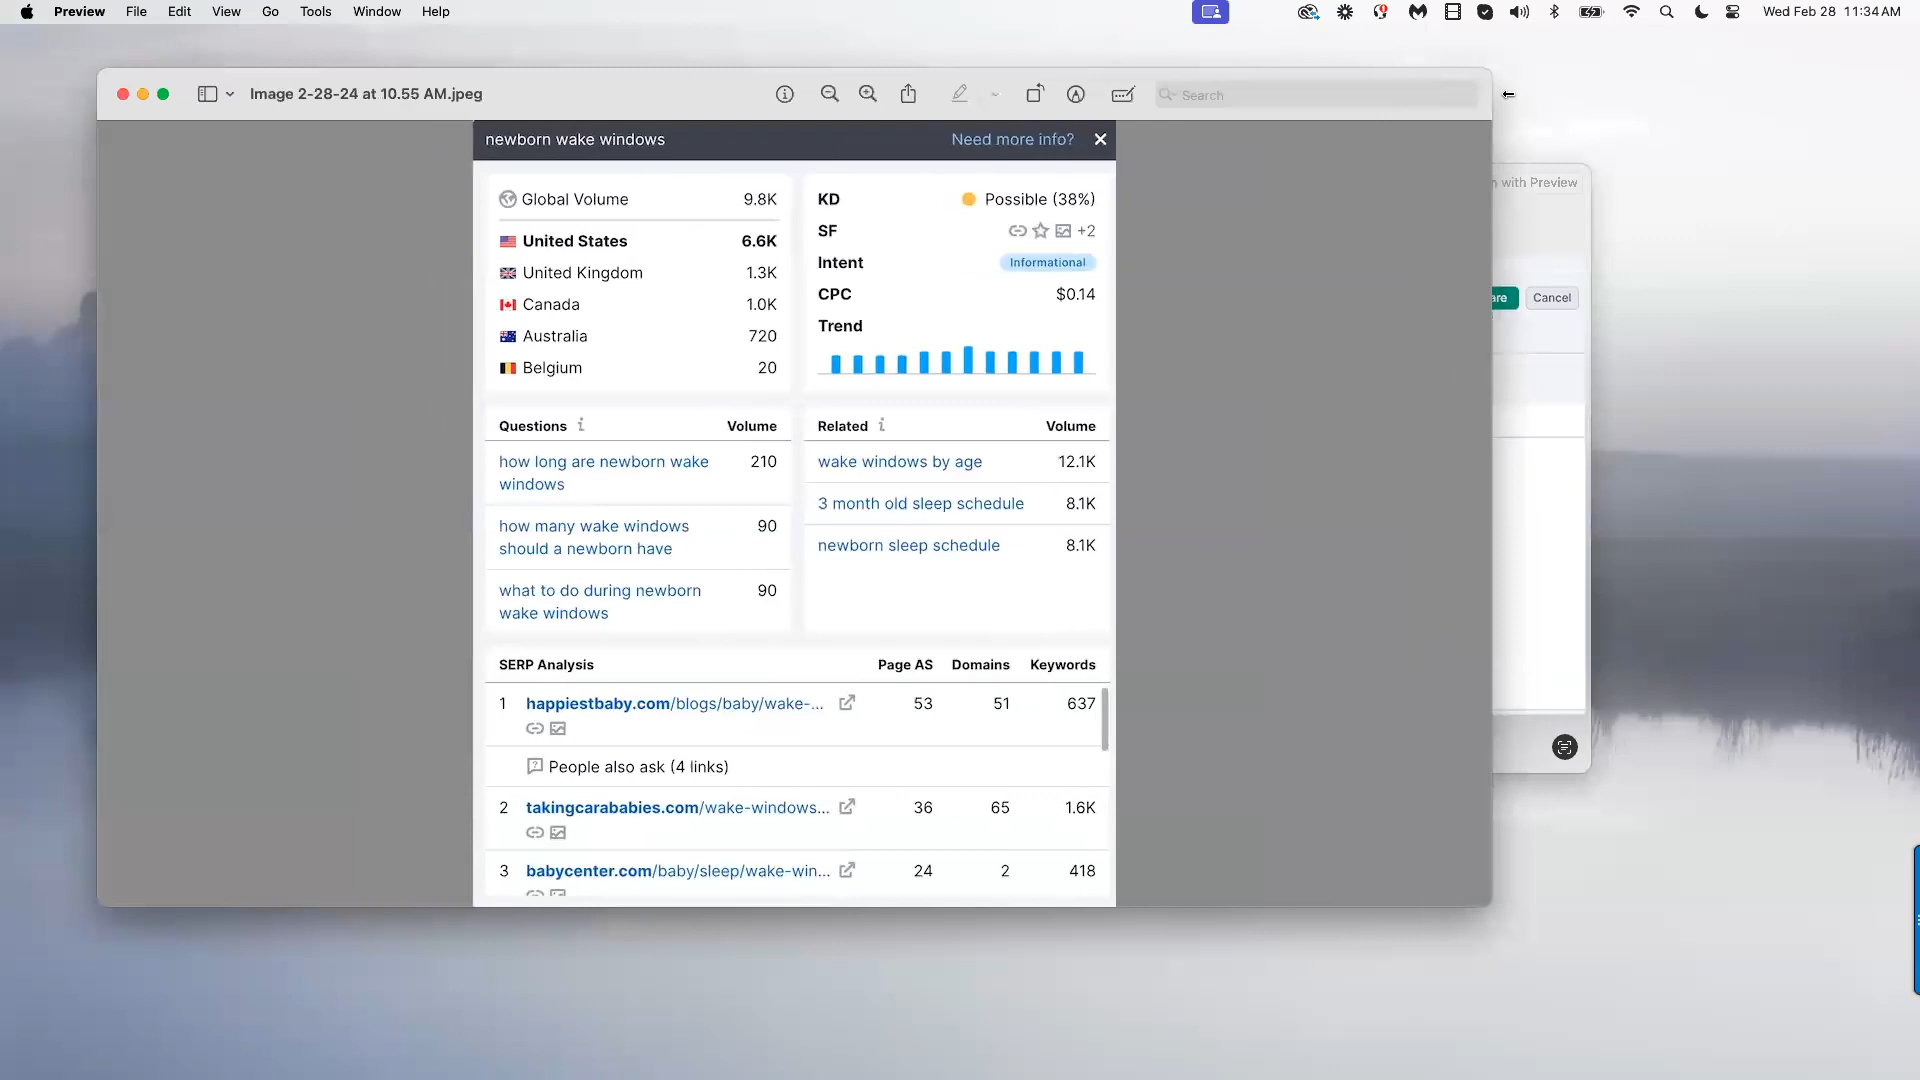 Preview File Edit View Go Tools Window Help Wed Feb 28 11:34 AM
Image 2-28-24 at 10.55 AM.jpeg Search
newborn wake windows Need more info?
with Preview
Global Volume 9.8K
United States 6.6K
United Kingdom 1.3K
Canada 1.0K
Australia 720
Belgium 20
KD Possible (38%)
SF +2
Intent Informational
CPC $0.14
Trend
Cancel
Questions i Volume
how long are newborn wake 210
windows
how many wake windows 90
should a newborn have
what to do during newborn 90
wake windows
Related i Volume
wake windows by age 12.1K
3 month old sleep schedule 8.1K
newborn sleep schedule 8.1K
SERP Analysis Page AS Domains Keywords
1 happiestbaby.com/blogs/baby/wake-... 53 51 637
People also ask (4 links)
2 takingcarababies.com/wake-windows... 36 65 1.6K
3 babycenter.com/baby/sleep/wake-win... 24 2 418